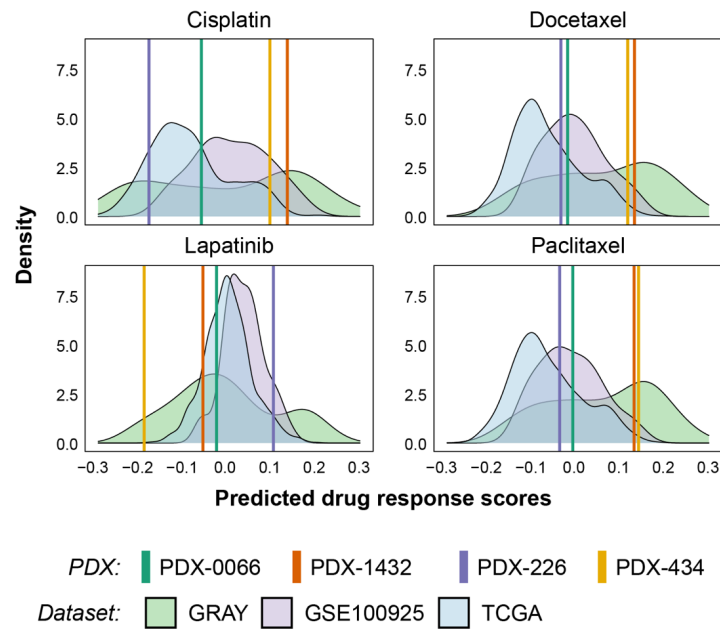 Cisplatin
Docetaxel
7.5
5.0
2.5
0.0
7.5
5.0
2.5
0.0
Density
Lapatinib
Paclitaxel
7.5
5.0
2.5
0.0
7.5
5.0
2.5
0.0
−0.3 −0.2 −0.1 0.0 0.1 0.2 0.3
−0.3 −0.2 −0.1 0.0 0.1 0.2 0.3
Predicted drug response scores
PDX: PDX-0066 PDX-1432 PDX-226 PDX-434
Dataset: GRAY GSE100925 TCGA